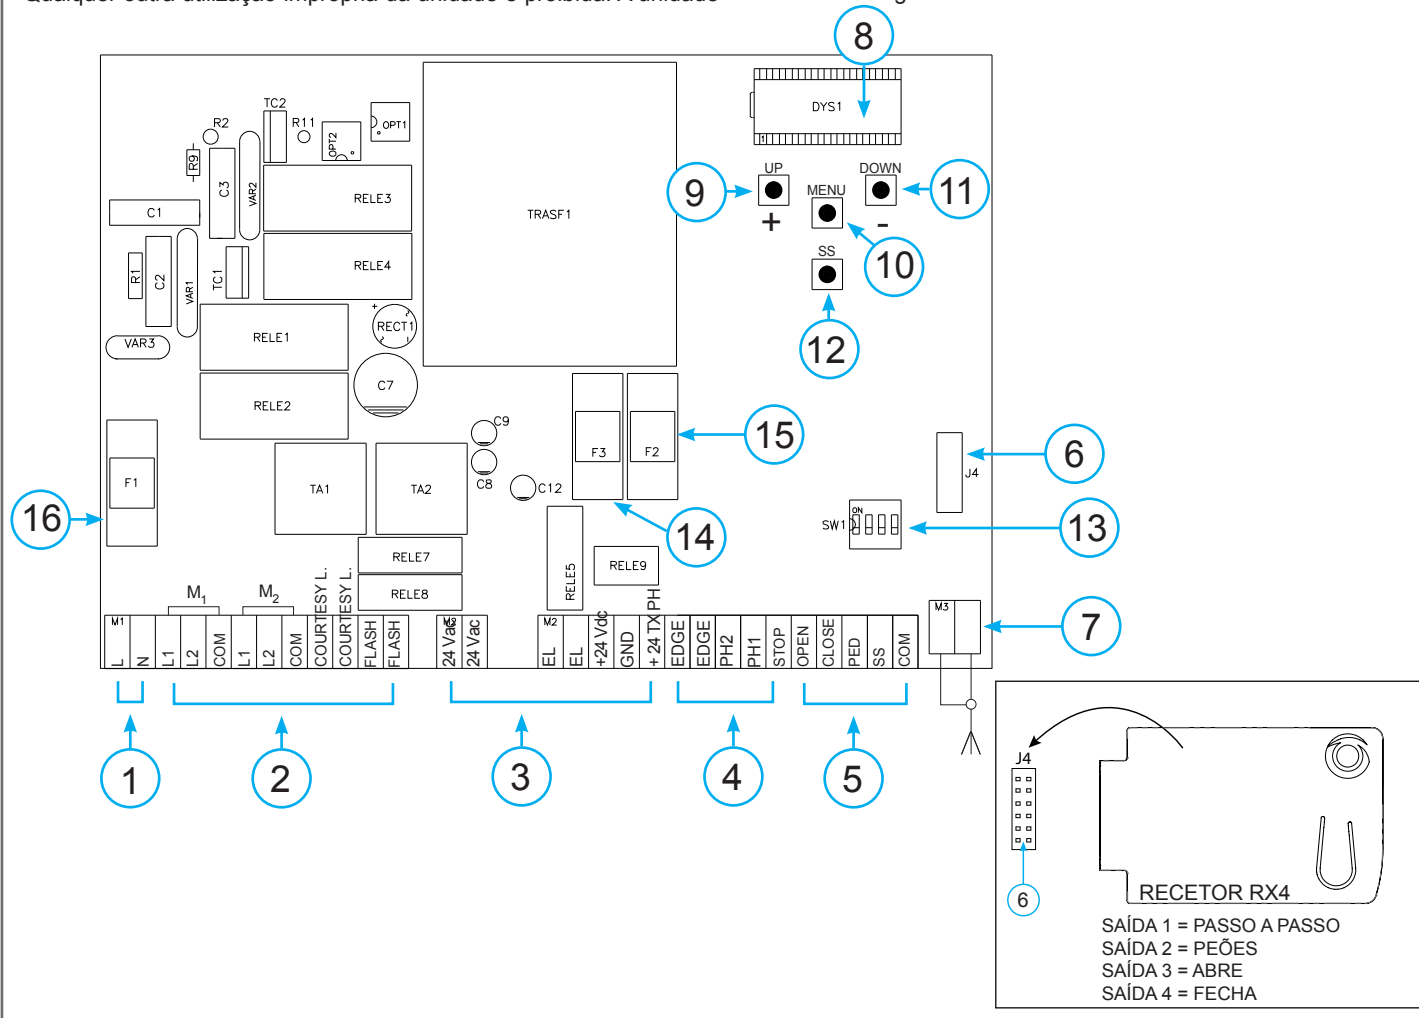 8
DYS1
1
TC2
R2
R11
OPT2
OPT1
R9
C3
VAR2
RELE3
TRASF1
UP
DOWN
MENU
9
11
+
-
C1
SS
10
RELE4
R1
C2
VAR1
TC1
RECT1
+
12
RELE1
VAR3
C7
RELE2
C9
15
6
F3
F2
J4
F1
TA1
TA2
C8
C12
16
14
ON
SW1
13
RELE7
RELE5
RELE9
RELE8
M1
M2
M1
L
N
L1
L2
COM
L1
L2
COM
COURTESY L.
COURTESY L.
FLASH
FLASH
24 Vac
24 Vac
M2
EL
EL
+24 Vdc
GND
+ 24 TX PH
EDGE
EDGE
PH2
PH1
STOP
OPEN
CLOSE
PED
SS
COM
M3
7
1
2
3
4
5
J4
6
RECETOR RX4
SAÍDA 1 = PASSO A PASSO
SAÍDA 2 = PEÕES
SAÍDA 3 = ABRE
SAÍDA 4 = FECHA